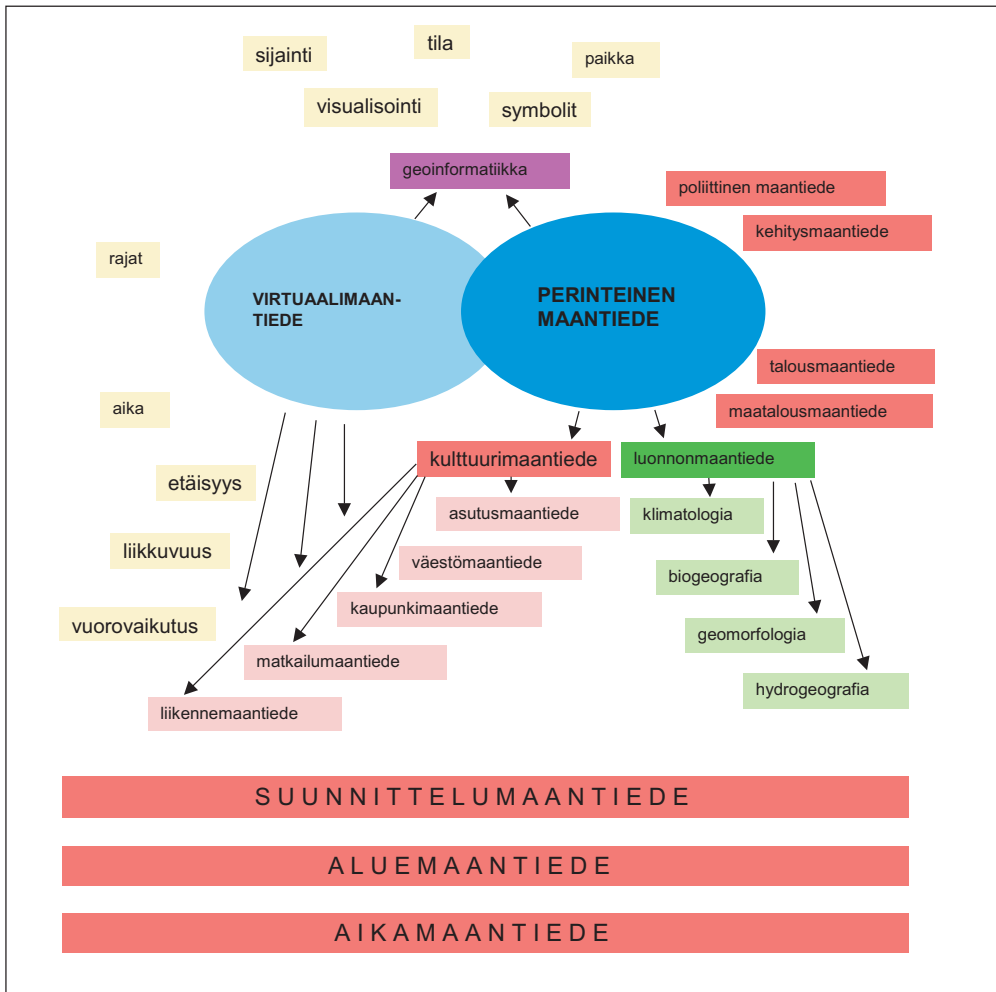 tila
sijainti
paikka
visualisointi
symbolit
geoinformatiikka
poliittinen maantiede
kehitysmaantiede
rajat
VIRTUAALIMAAN-
TIEDE
PERINTEINEN
MAANTIEDE
talousmaantiede
maatalousmaantiede
aika
kulttuurimaantiede
luonnonmaantiede
etäisyys
asutusmaantiede
klimatologia
liikkuvuus
väestömaantiede
biogeografia
kaupunkimaantiede
vuorovaikutus
geomorfologia
matkailumaantiede
hydrogeografia
liikennemaantiede
SUUNNITTELUMAANTIEDE
ALUEMAANTIEDE
AIKAMAANTIEDE